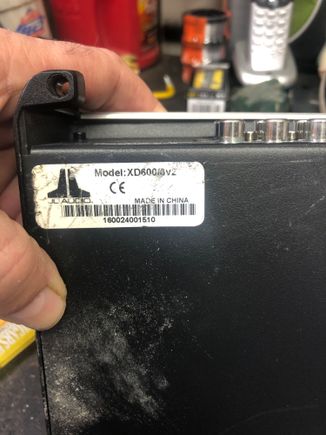 Model:XD600/6v2
CE
JL AUDIO
MADE IN CHINA
160024001510